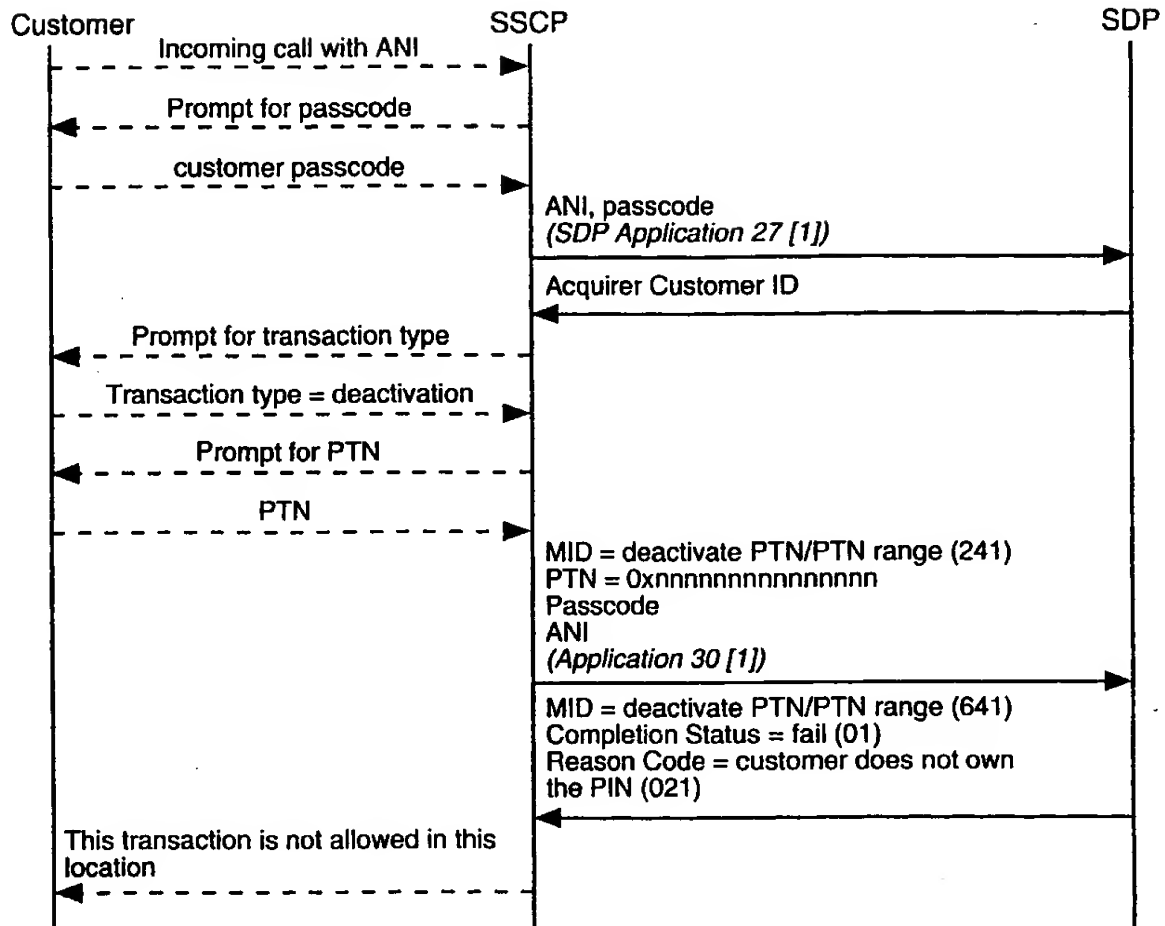 Customer
SSCP
SDP
Incoming call with ANI
Prompt for passcode
customer passcode
ANI, passcode
(SDP Application 27 [1])
Acquirer Customer ID
Prompt for transaction type
Transaction type = deactivation
Prompt for PTN
PTN
MID = deactivate PTN/PTN range (241)
PTN = 0xnnnnnnnnnnnnnnnn
Passcode
ANI
(Application 30 [1])
MID = deactivate PTN/PTN range (641)
Completion Status = fail (01)
Reason Code = customer does not own
the PIN (021)
This transaction is not allowed in this
location